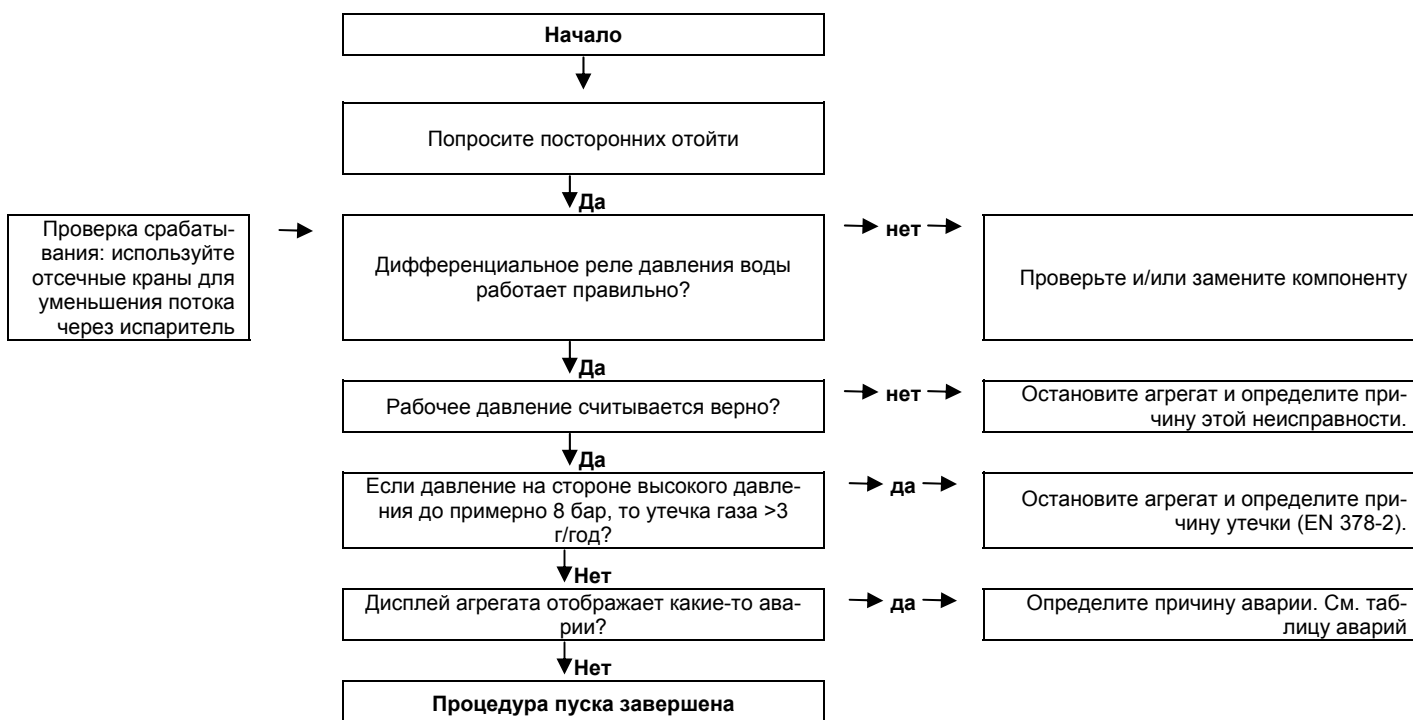 Начало
Попросите посторонних отойти
Да
Проверка срабаты-
вания: используйте
отсечные краны для
уменьшения потока
через испаритель
Дифференциальное реле давления воды
работает правильно?
нет
Проверьте и/или замените компоненту
Да
Рабочее давление считывается верно?
нет
Остановите агрегат и определите при-
чину этой неисправности.
Да
Если давление на стороне высокого давле-
ния до примерно 8 бар, то утечка газа >3
г/год?
да
Остановите агрегат и определите при-
чину утечки (EN 378-2).
Нет
Дисплей агрегата отображает какие-то ава-
рии?
да
Определите причину аварии. См. таб-
лицу аварий
Нет
Процедура пуска завершена